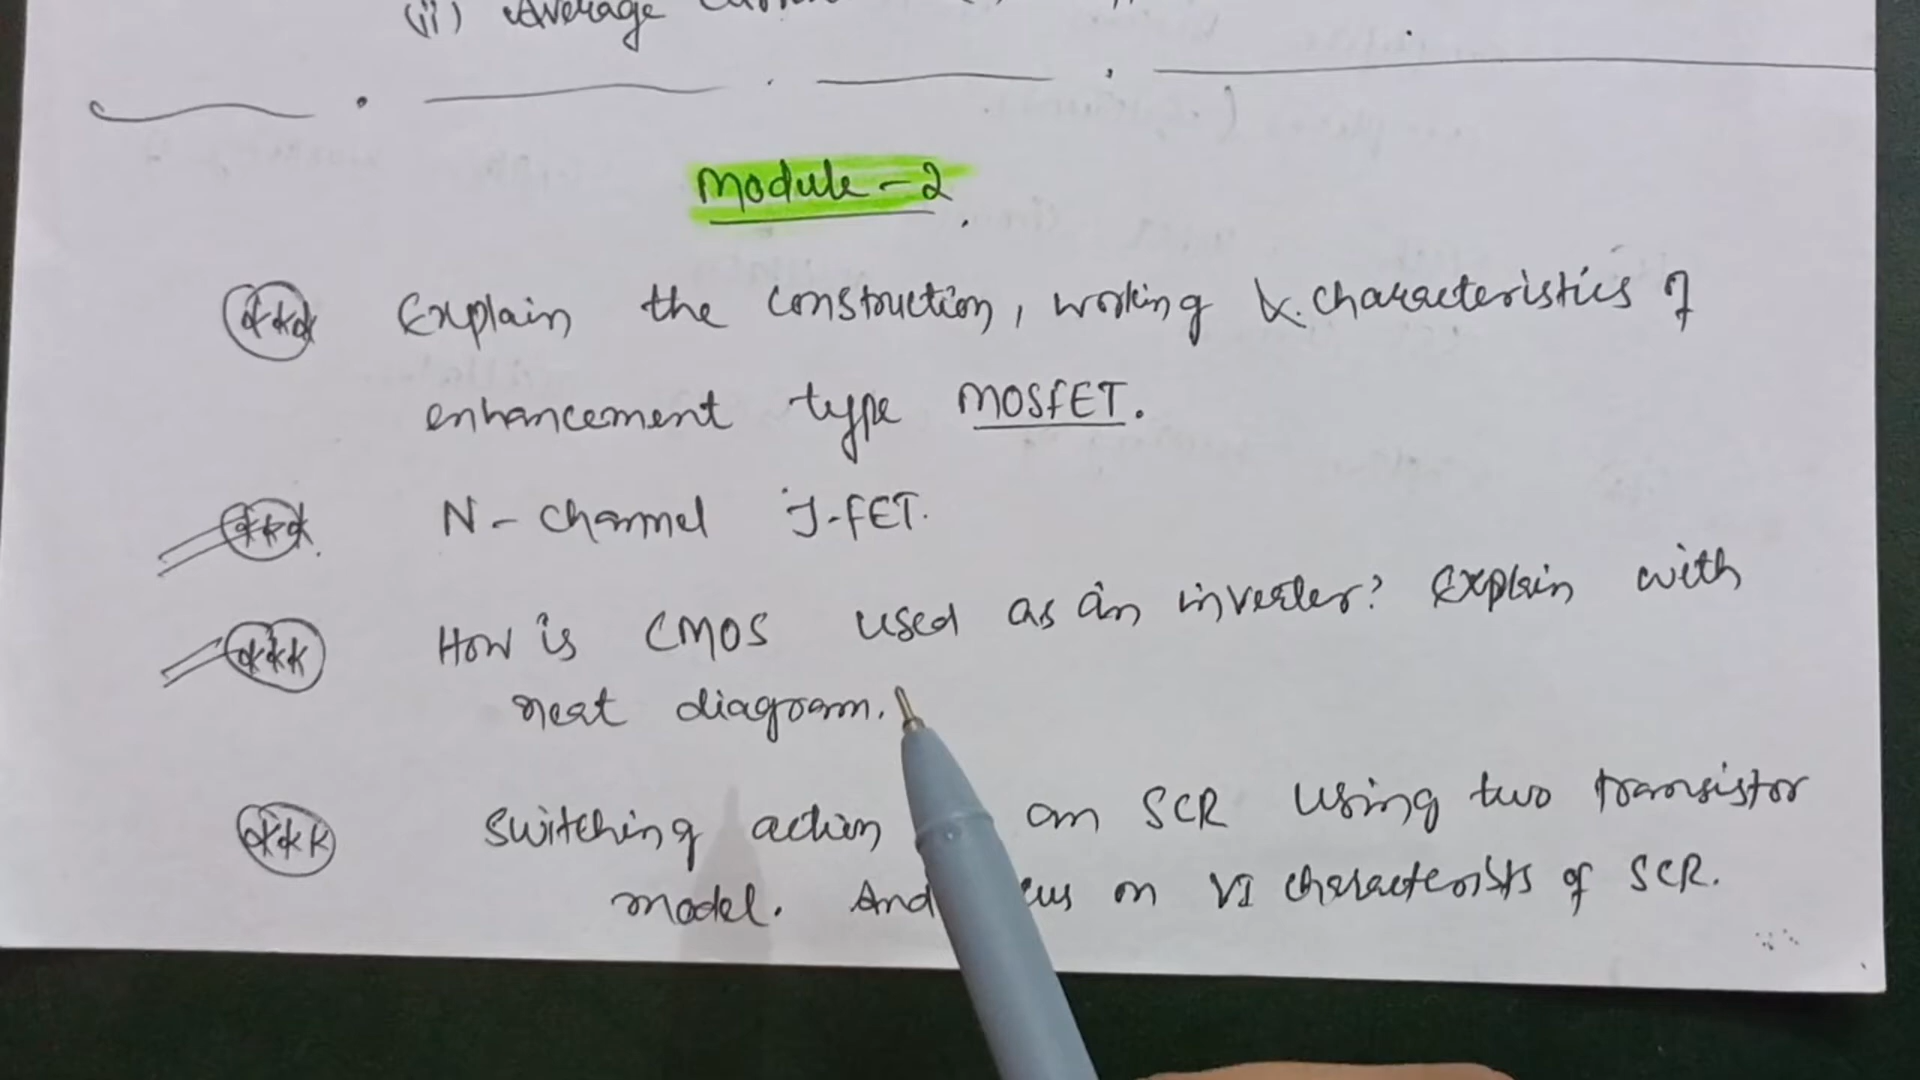 (ii) Average
Module - 2
*** Explain the construction, working & characteristics of
enhancement type MOSFET.
*** N - Channel J-FET.
*** How is CMOS used as an inverter? Explain with
neat diagram.
*** Switching action an SCR using two transistor
model. And on VI characterists of SCR.